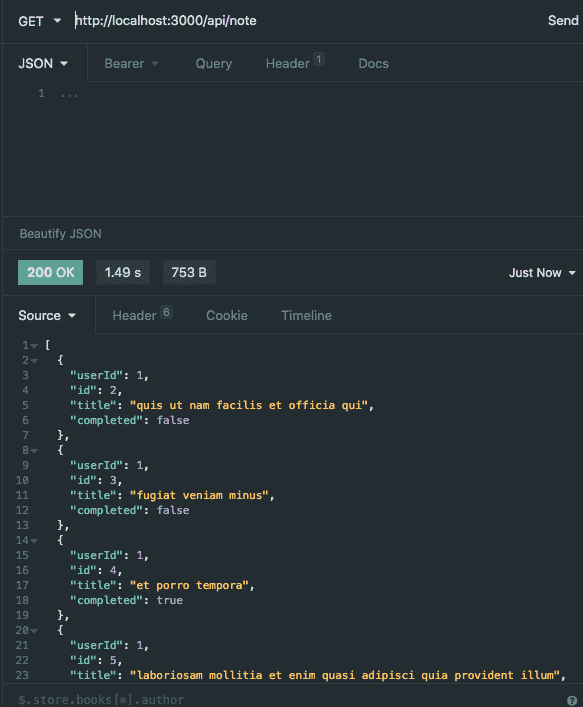 GET http://localhost:3000/api/note Send
JSON Bearer Query Header 1 Docs
1 ...
Beautify JSON
200 OK 1.49 s 753 B Just Now
Source Header 6 Cookie Timeline
1 [
2 {
3 "userId": 1,
4 "id": 2,
5 "title": "quis ut nam facilis et officia qui",
6 "completed": false
7 },
8 {
9 "userId": 1,
10 "id": 3,
11 "title": "fugiat veniam minus",
12 "completed": false
13 },
14 {
15 "userId": 1,
16 "id": 4,
17 "title": "et porro tempora",
18 "completed": true
19 },
20 {
21 "userId": 1,
22 "id": 5,
23 "title": "laboriosam mollitia et enim quasi adipisci quia provident illum",
$.store.books[*].author ?